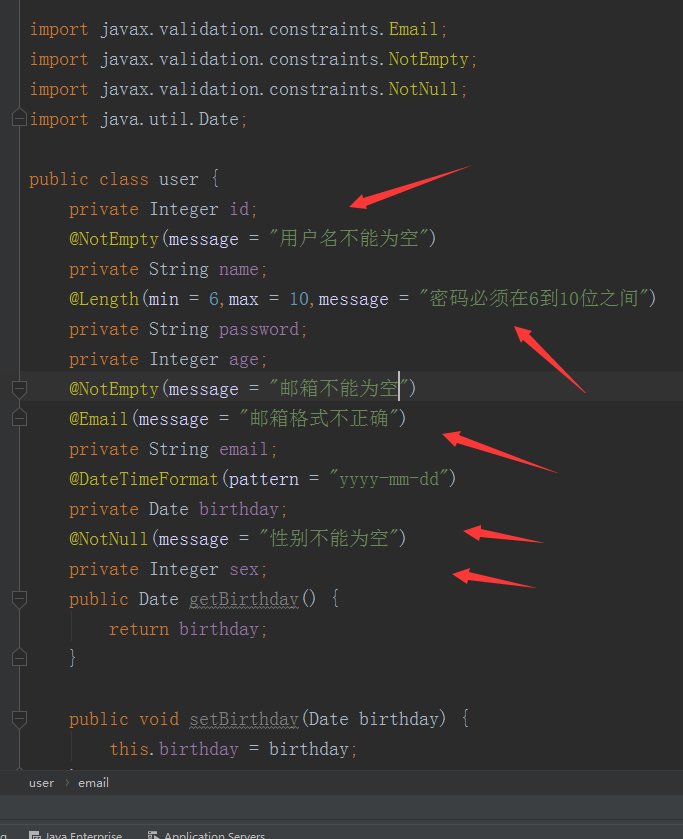 import javax.validation.constraints.Email;
import javax.validation.constraints.NotEmpty;
import javax.validation.constraints.NotNull;
import java.util.Date;
public class user {
private Integer id;
@NotEmpty(message = "用户名不能为空")
private String name;
@Length(min = 6,max = 10,message = "密码必须在6到10位之间")
private String password;
private Integer age;
@NotEmpty(message = "邮箱不能为空")
@Email(message = "邮箱格式不正确")
private String email;
@DateTimeFormat(pattern = "yyyy-mm-dd")
private Date birthday;
@NotNull(message = "性别不能为空")
private Integer sex;
public Date getBirthday() {
return birthday;
}
public void setBirthday(Date birthday) {
this.birthday = birthday;
user › email
Java Enterprise Application Servers